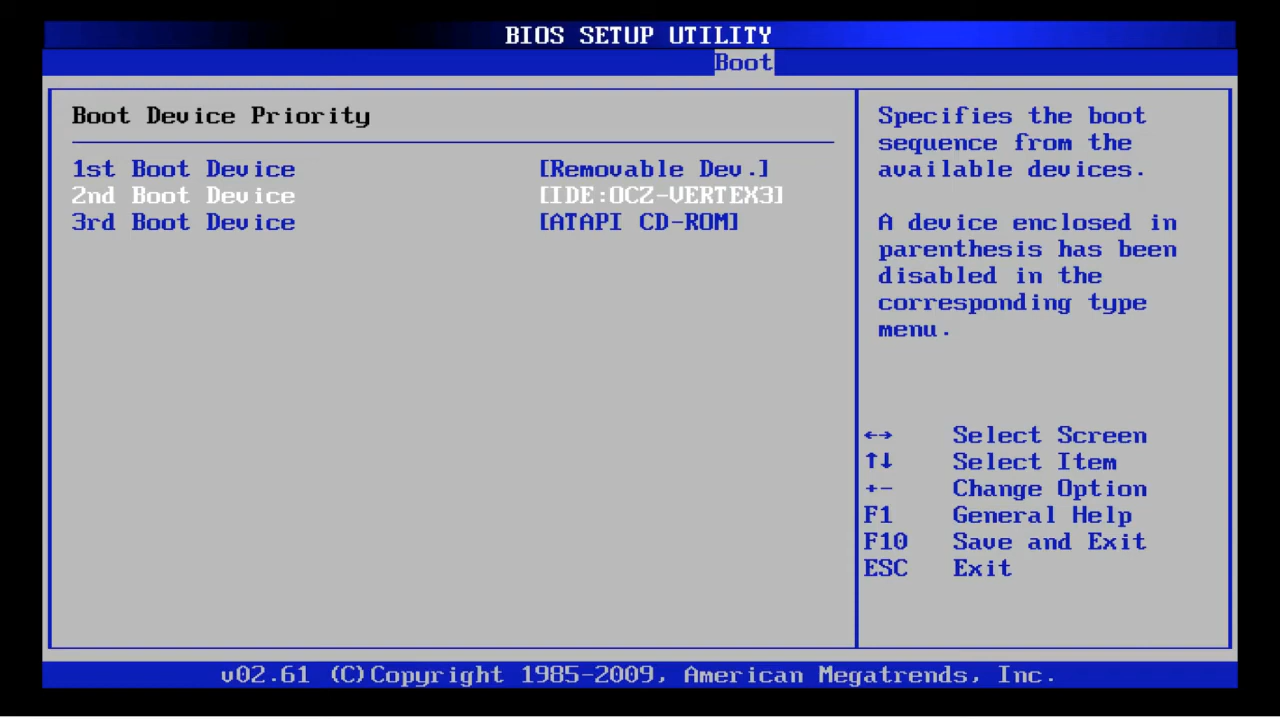 BIOS SETUP UTILITY
Boot
Boot Device Priority
1st Boot Device [Removable Dev.]
2nd Boot Device [IDE:OCZ-VERTEX3]
3rd Boot Device [ATAPI CD-ROM]
Specifies the boot
sequence from the
available devices.
A device enclosed in
parenthesis has been
disabled in the
corresponding type
menu.
←→ Select Screen
↑↓ Select Item
+- Change Option
F1 General Help
F10 Save and Exit
ESC Exit
v02.61 (C)Copyright 1985-2009, American Megatrends, Inc.